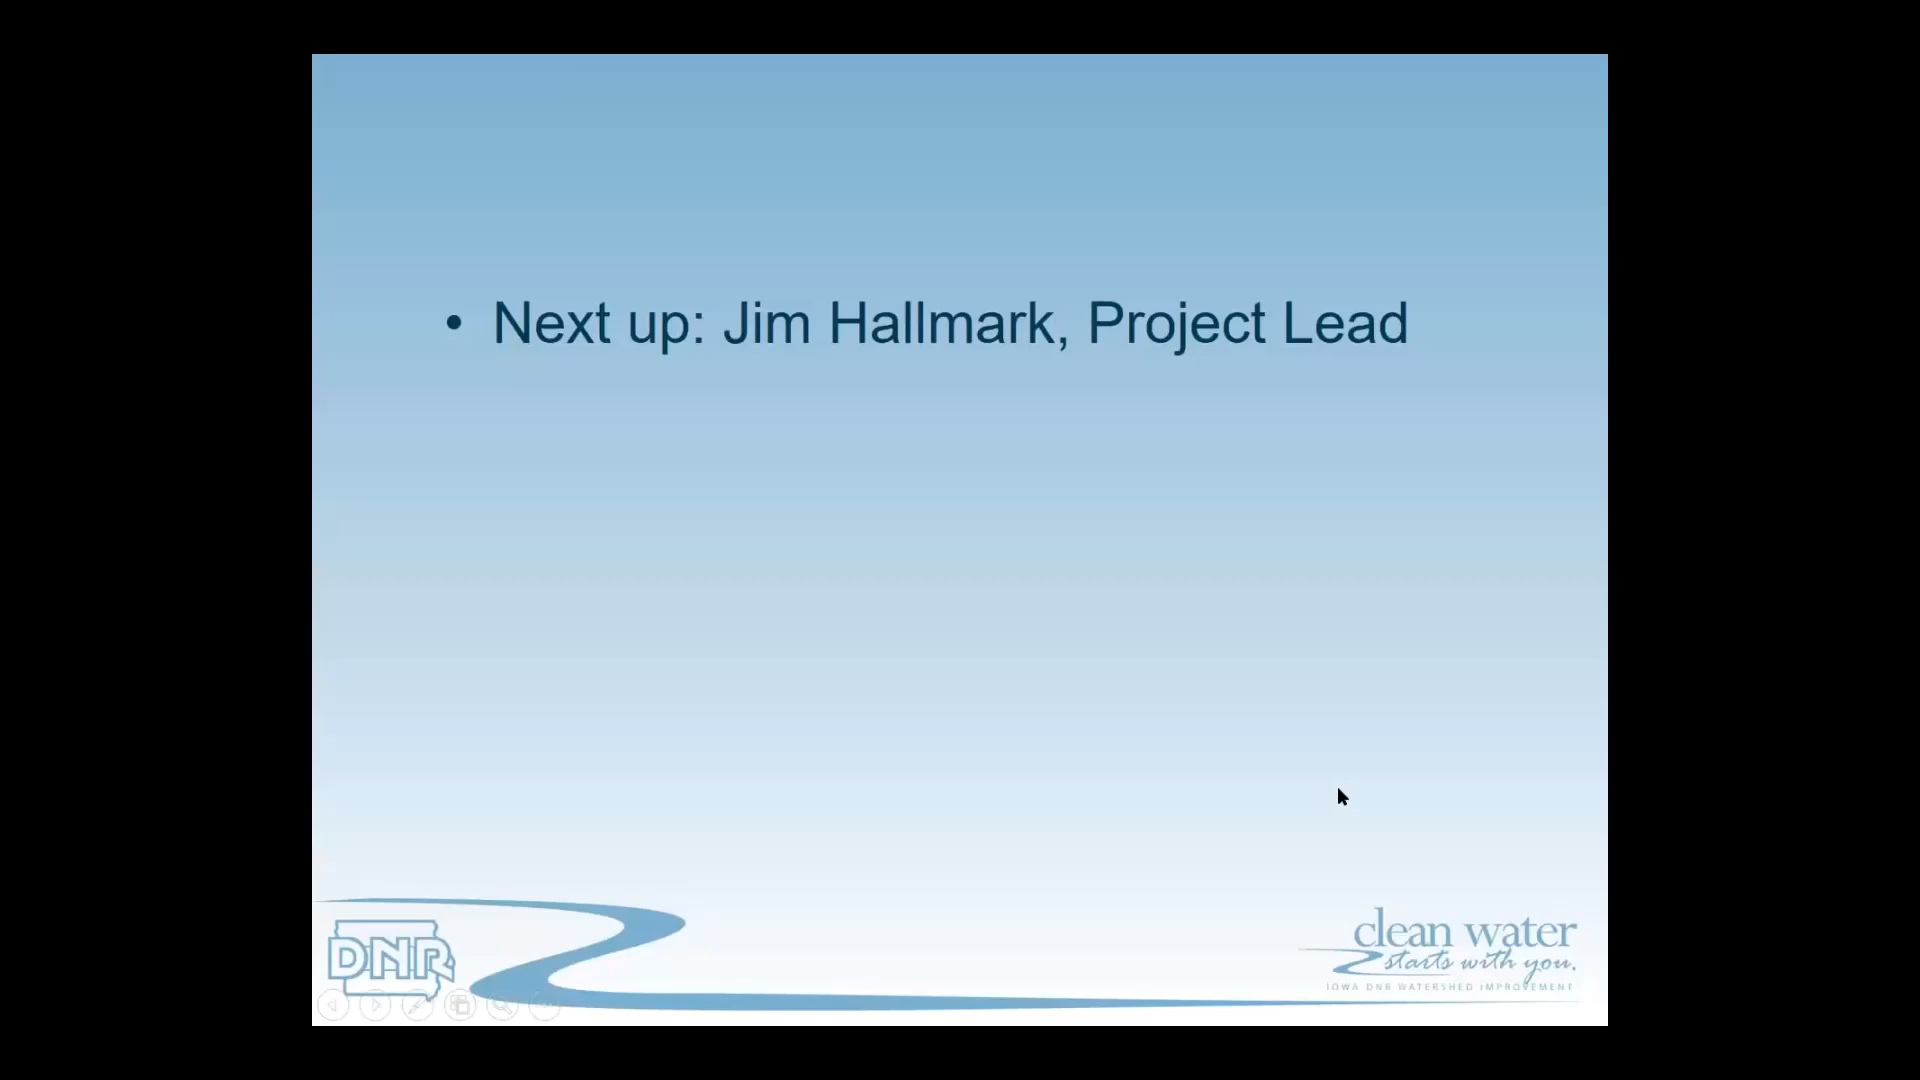 • Next up: Jim Hallmark, Project Lead
DNR
clean water
starts with you.
IOWA DNR WATERSHED IMPROVEMENT